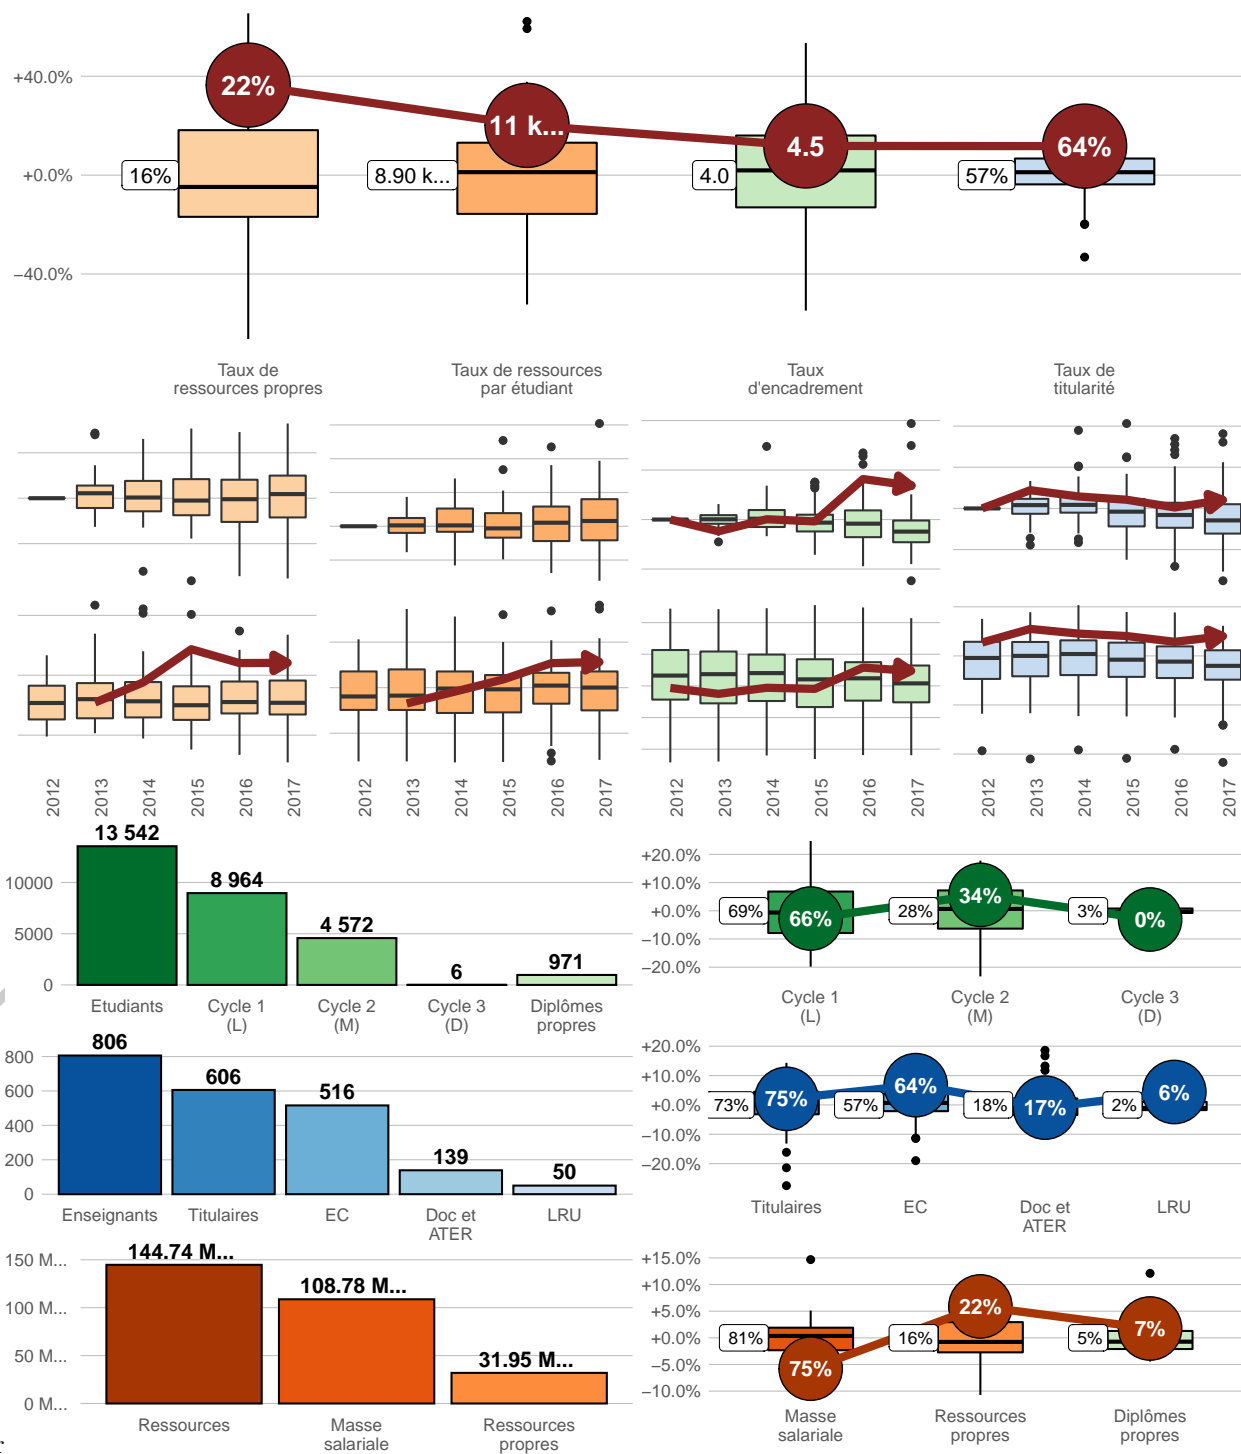 +40.0%
+0.0%
−40.0%
22%
11 k...
4.5
64%
16%
8.90 k...
4.0
57%
Taux de
ressources propres
Taux de ressources
par étudiant
Taux
d'encadrement
Taux de
titularité
2012 2013 2014 2015 2016 2017
2012 2013 2014 2015 2016 2017
2012 2013 2014 2015 2016 2017
2012 2013 2014 2015 2016 2017
10000
5000
0
13 542
8 964
4 572
6
971
Etudiants
Cycle 1
(L)
Cycle 2
(M)
Cycle 3
(D)
Diplômes
propres
+20.0%
+10.0%
+0.0%
−10.0%
−20.0%
69%
66%
28%
34%
3%
0%
Cycle 1
(L)
Cycle 2
(M)
Cycle 3
(D)
800
600
400
200
0
806
606
516
139
50
Enseignants
Titulaires
EC
Doc et
ATER
LRU
+20.0%
+10.0%
+0.0%
−10.0%
−20.0%
73%
75%
57%
64%
18%
17%
2%
6%
Titulaires
EC
Doc et
ATER
LRU
150 M...
100 M...
50 M...
0 M...
144.74 M...
108.78 M...
31.95 M...
Ressources
Masse
salariale
Ressources
propres
+15.0%
+10.0%
+5.0%
+0.0%
−5.0%
−10.0%
81%
75%
16%
22%
5%
7%
Masse
salariale
Ressources
propres
Diplômes
propres